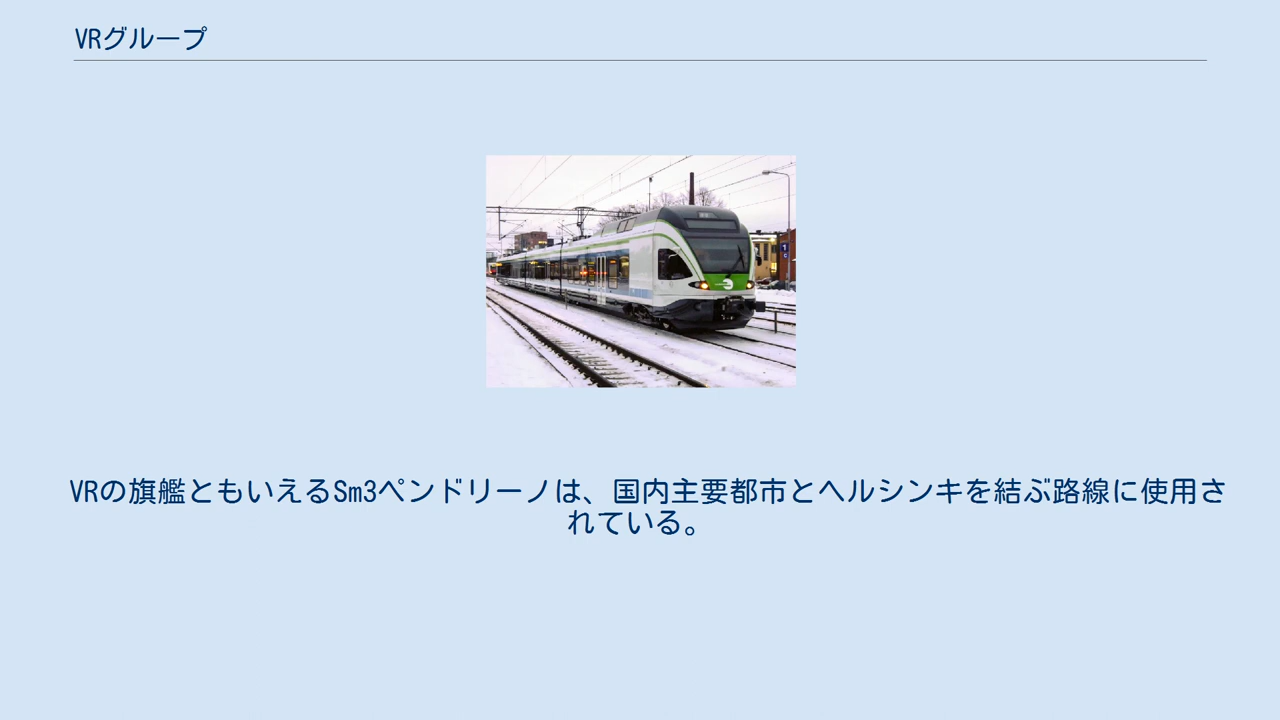 VRグループ
VRの旗艦ともいえるSm3ペンドリーノは、国内主要都市とヘルシンキを結ぶ路線に使用さ
れている。